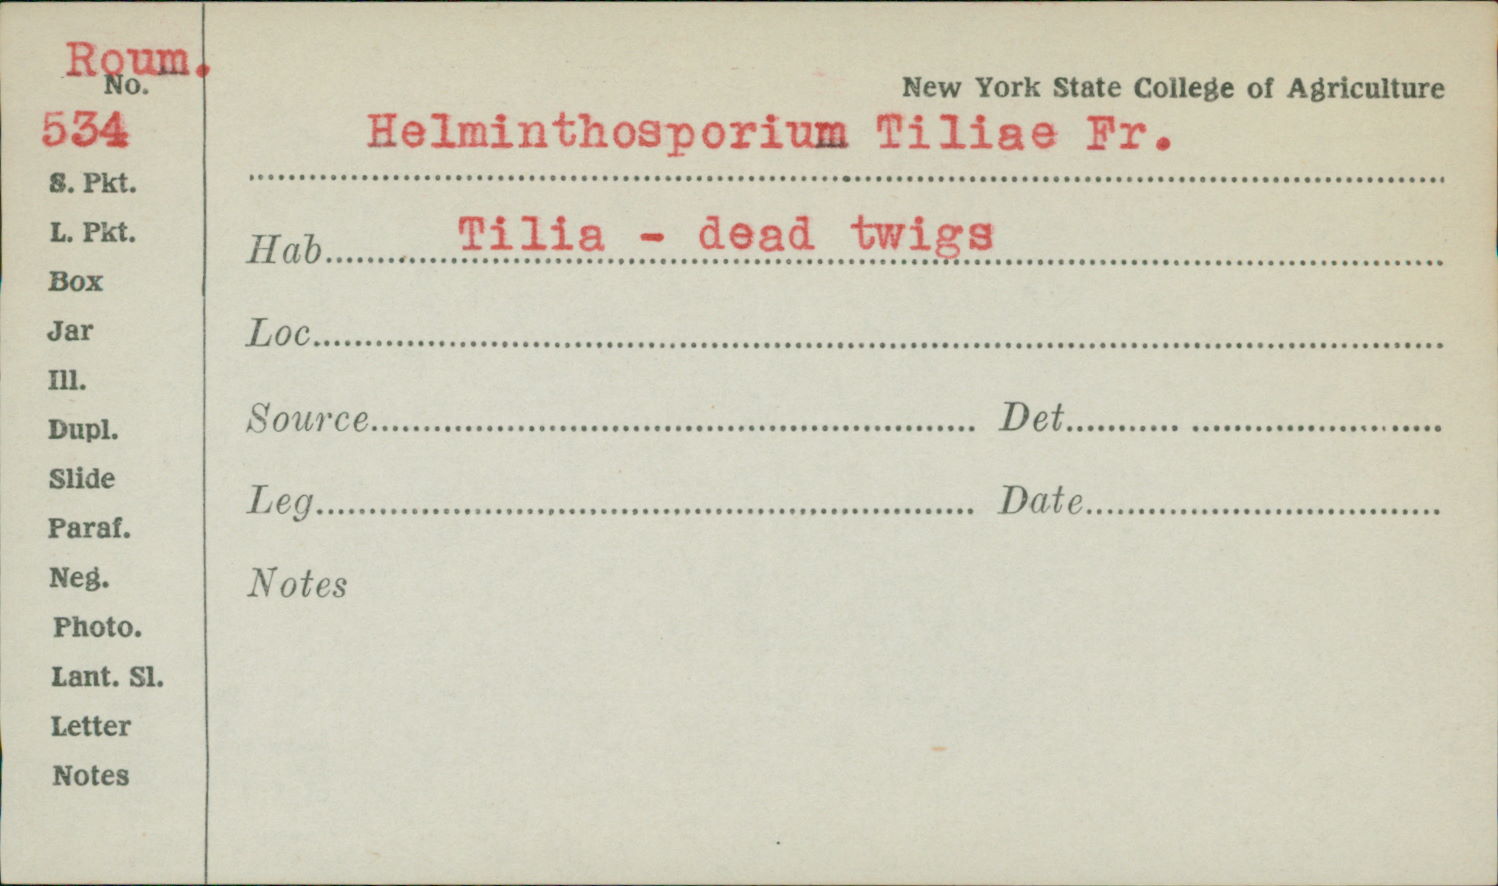 Roum.
No.
534
S. Pkt.
L. Pkt.
Box
Jar
Ill.
Dupl.
Slide
Paraf.
Neg.
Photo.
Lant. Sl.
Letter
Notes
New York State College of Agriculture
Helminthosporium Tiliae Fr.
Hab. Tilia - dead twigs
Loc.
Source Det.
Leg. Date
Notes